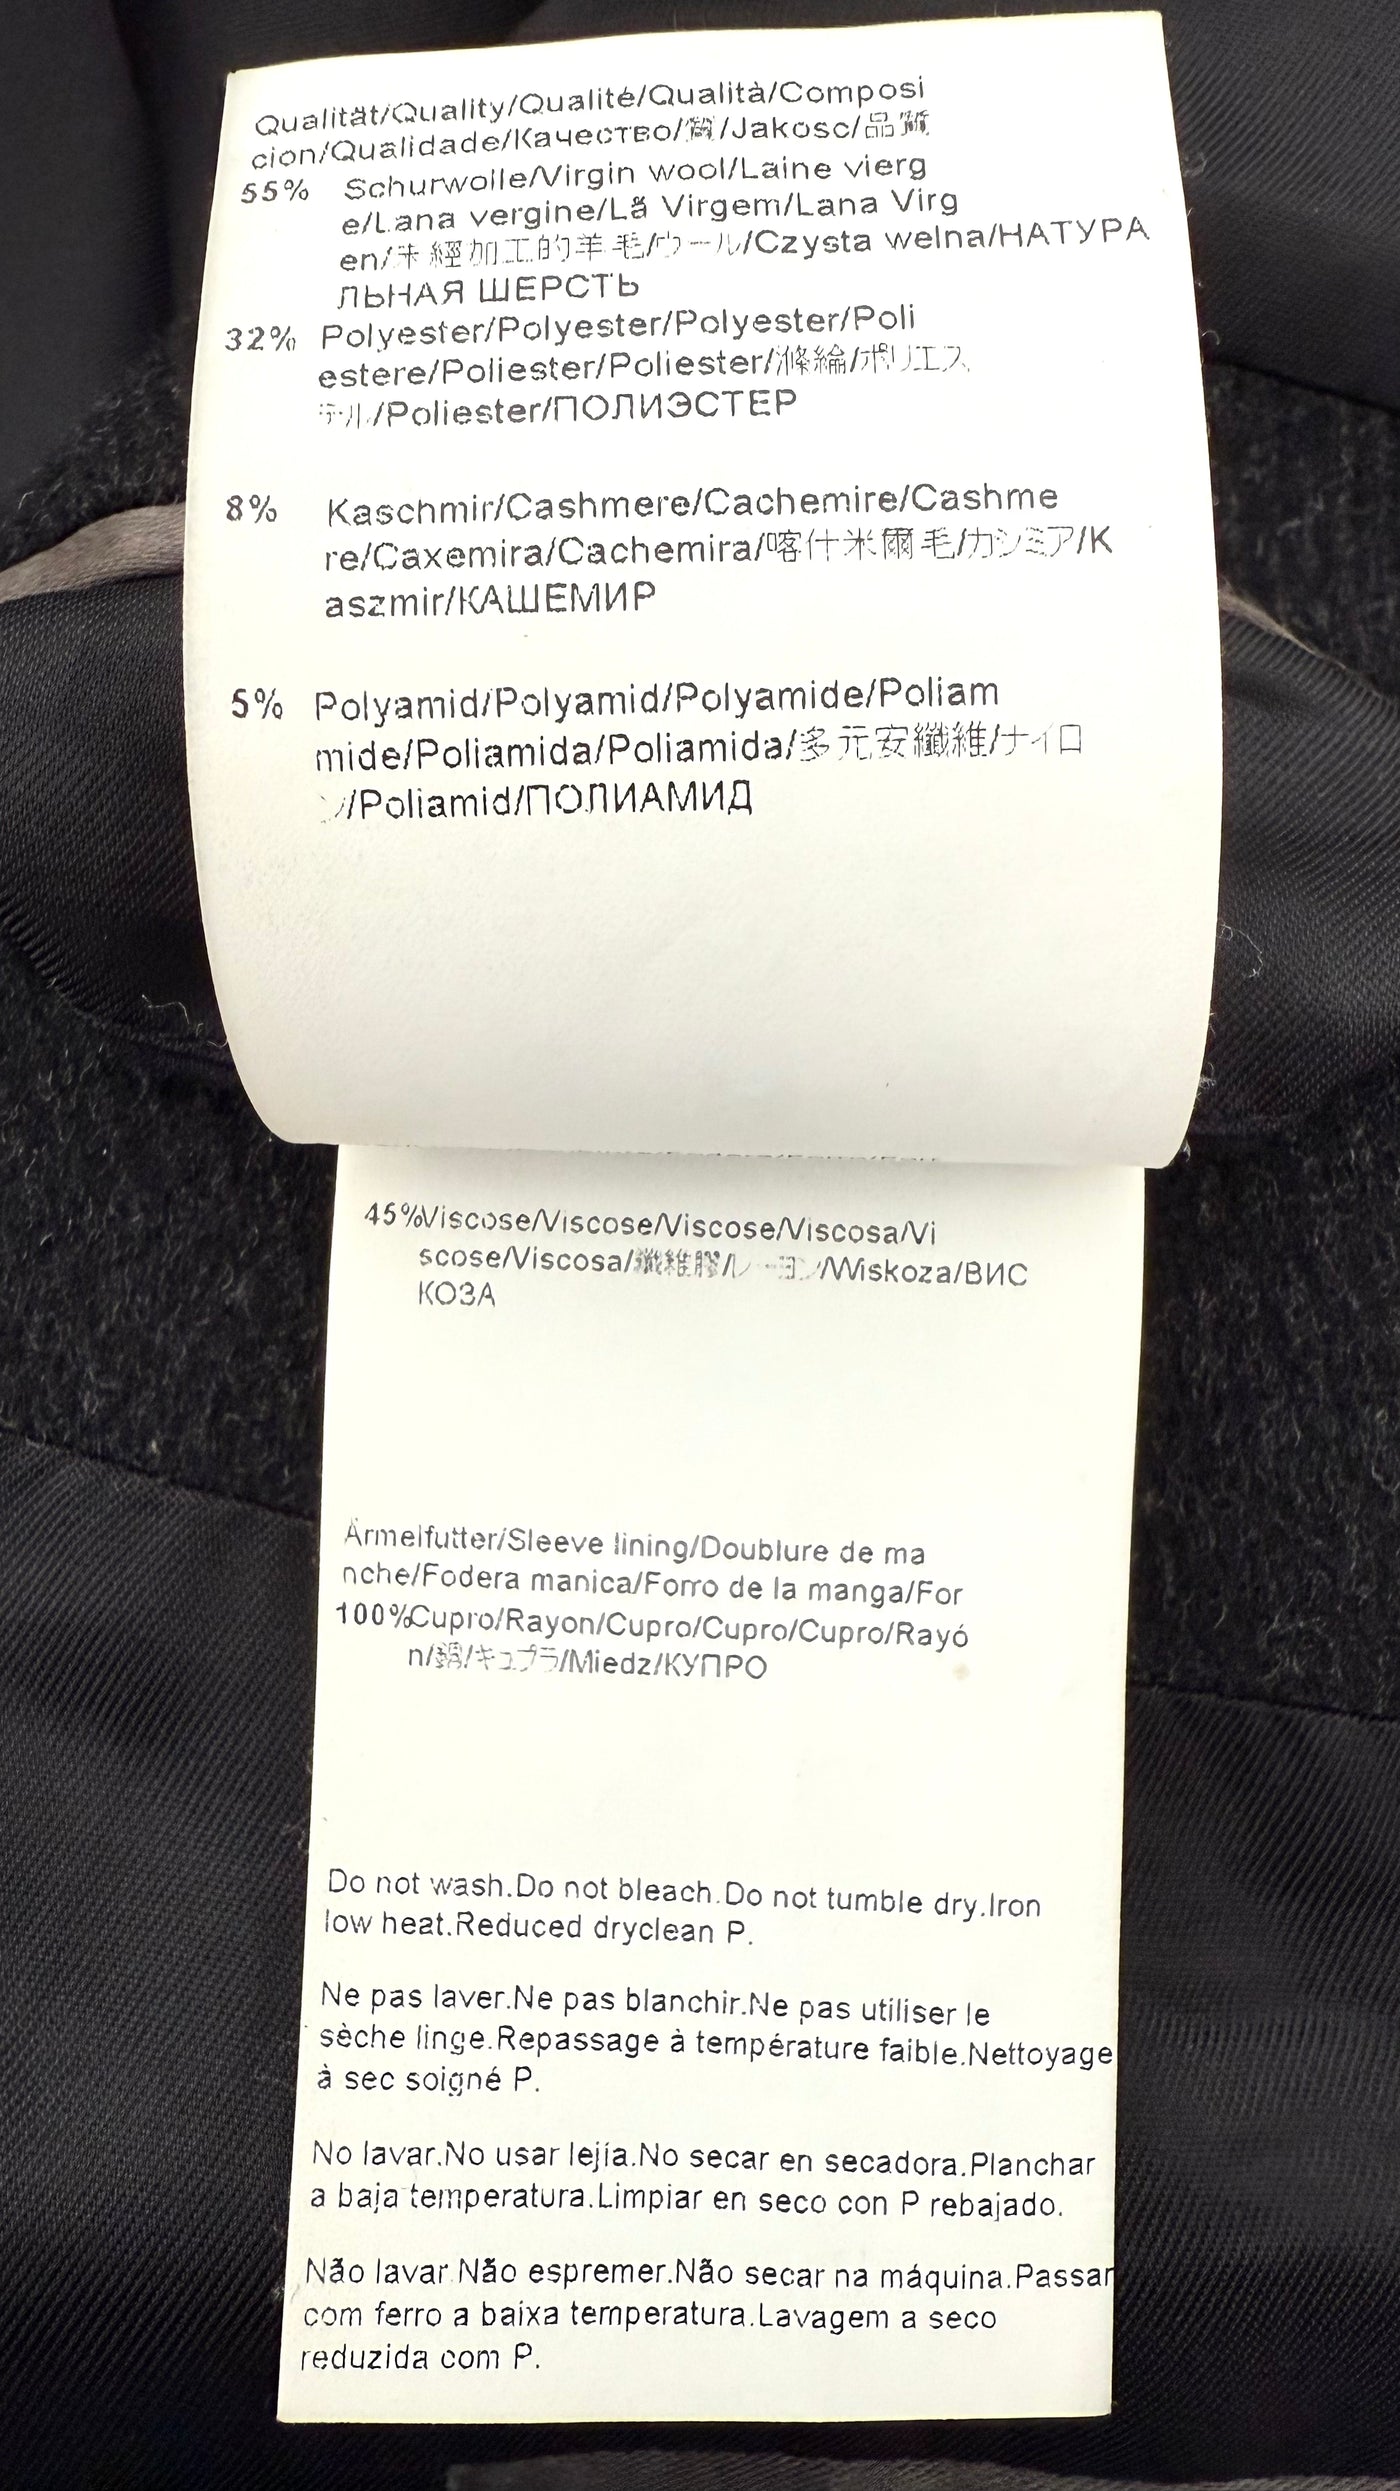 Qualität/Quality/Qualité/Qualità/Composi
cion/Qualidade/Качество/質/Jakosc/品質
55% Schurwolle/Virgin wool/Laine vierg
e/Lana vergine/Lã Virgem/Lana Virg
en/未經加工的羊毛/ウール/Czysta welna/НАТУРА
ЛЬНАЯ ШЕРСТЬ
32% Polyester/Polyester/Polyester/Poli
estere/Poliester/Poliester/滌綸/ポリエス
テル/Poliester/ПОЛИЭСТЕР
8% Kaschmir/Cashmere/Cachemire/Cashme
re/Caxemira/Cachemira/喀什米爾毛/カシミア/K
aszmir/КАШЕМИР
5% Polyamid/Polyamid/Polyamide/Poliam
mide/Poliamida/Poliamida/多元安纖維/ナイロ
ン/Poliamid/ПОЛИАМИД
45%Viscose/Viscose/Viscose/Viscosa/Vi
scose/Viscosa/纖維膠/レーヨン/Wiskoza/ВИС
КОЗА
Ärmelfutter/Sleeve lining/Doublure de ma
nche/Fodera manica/Forro de la manga/For
100%Cupro/Rayon/Cupro/Cupro/Cupro/Rayó
n/銅/キュプラ/Miedz/КУПРО
Do not wash.Do not bleach.Do not tumble dry.Iron
low heat.Reduced dryclean P.
Ne pas laver.Ne pas blanchir.Ne pas utiliser le
sèche linge.Repassage à température faible.Nettoyage
à sec soigné P.
No lavar.No usar lejía.No secar en secadora.Planchar
a baja temperatura.Limpiar en seco con P rebajado.
Não lavar.Não espremer.Não secar na máquina.Passar
com ferro a baixa temperatura.Lavagem a seco
reduzida com P.